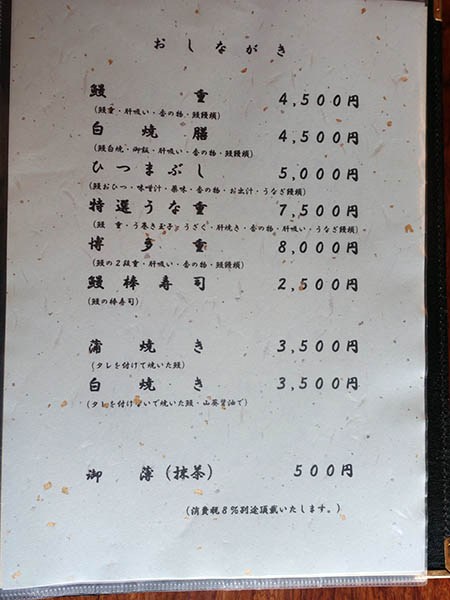 おしながき
鰻重 4,500円
(鰻重・肝吸い・香の物・鰻饅頭)
白焼膳 4,500円
(鰻白焼・御飯・肝吸い・香の物・鰻饅頭)
ひつまぶし 5,000円
(鰻おひつ・味噌汁・薬味・香の物・お出汁・うなぎ饅頭)
特選うな重 7,500円
(鰻重・う巻き玉子・うざく・肝焼き・香の物・肝吸い・うなぎ饅頭)。
博多重 8,000円
(鰻の2段重・肝吸い・香の物・鰻饅頭)
鰻棒寿司 2,500円
(鰻の棒寿司)
蒲焼き 3,500円
(タレを付けて焼いた鰻)
白焼き 3,500円
(タレを付けないで焼いた鰻・山葵醤油で)
御薄(抹茶) 500円
(消費税8%別途頂戴いたします。)